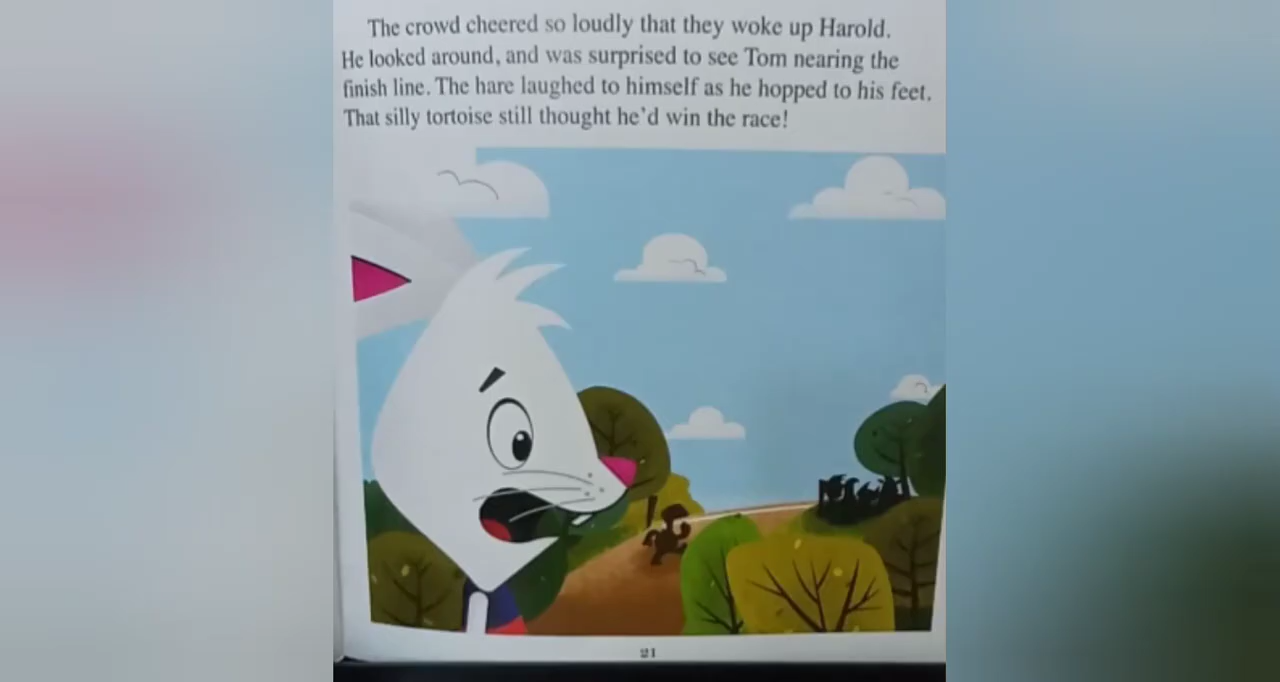 The crowd cheered so loudly that they woke up Harold.
He looked around, and was surprised to see Tom nearing the
finish line. The hare laughed to himself as he hopped to his feet.
That silly tortoise still thought he'd win the race!
21